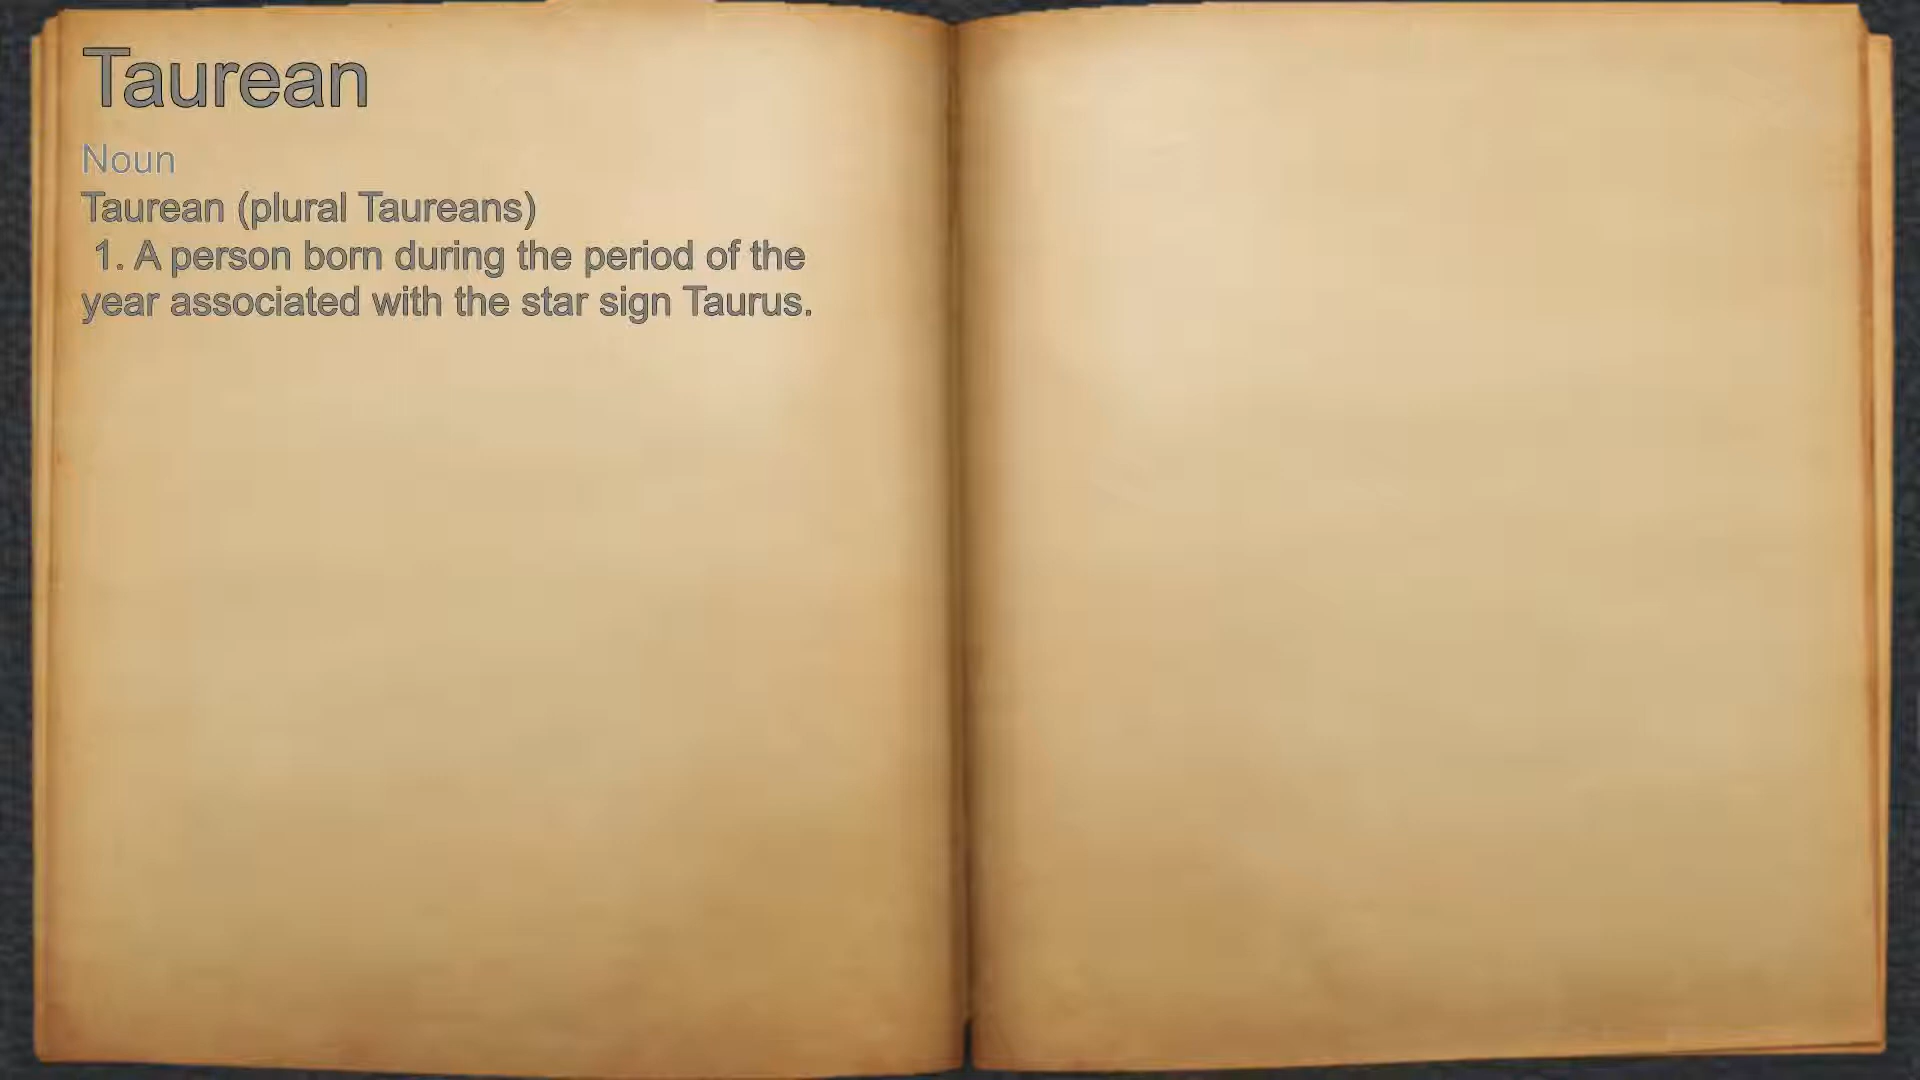 Taurean
Noun
Taurean (plural Taureans)
1. A person born during the period of the
year associated with the star sign Taurus.